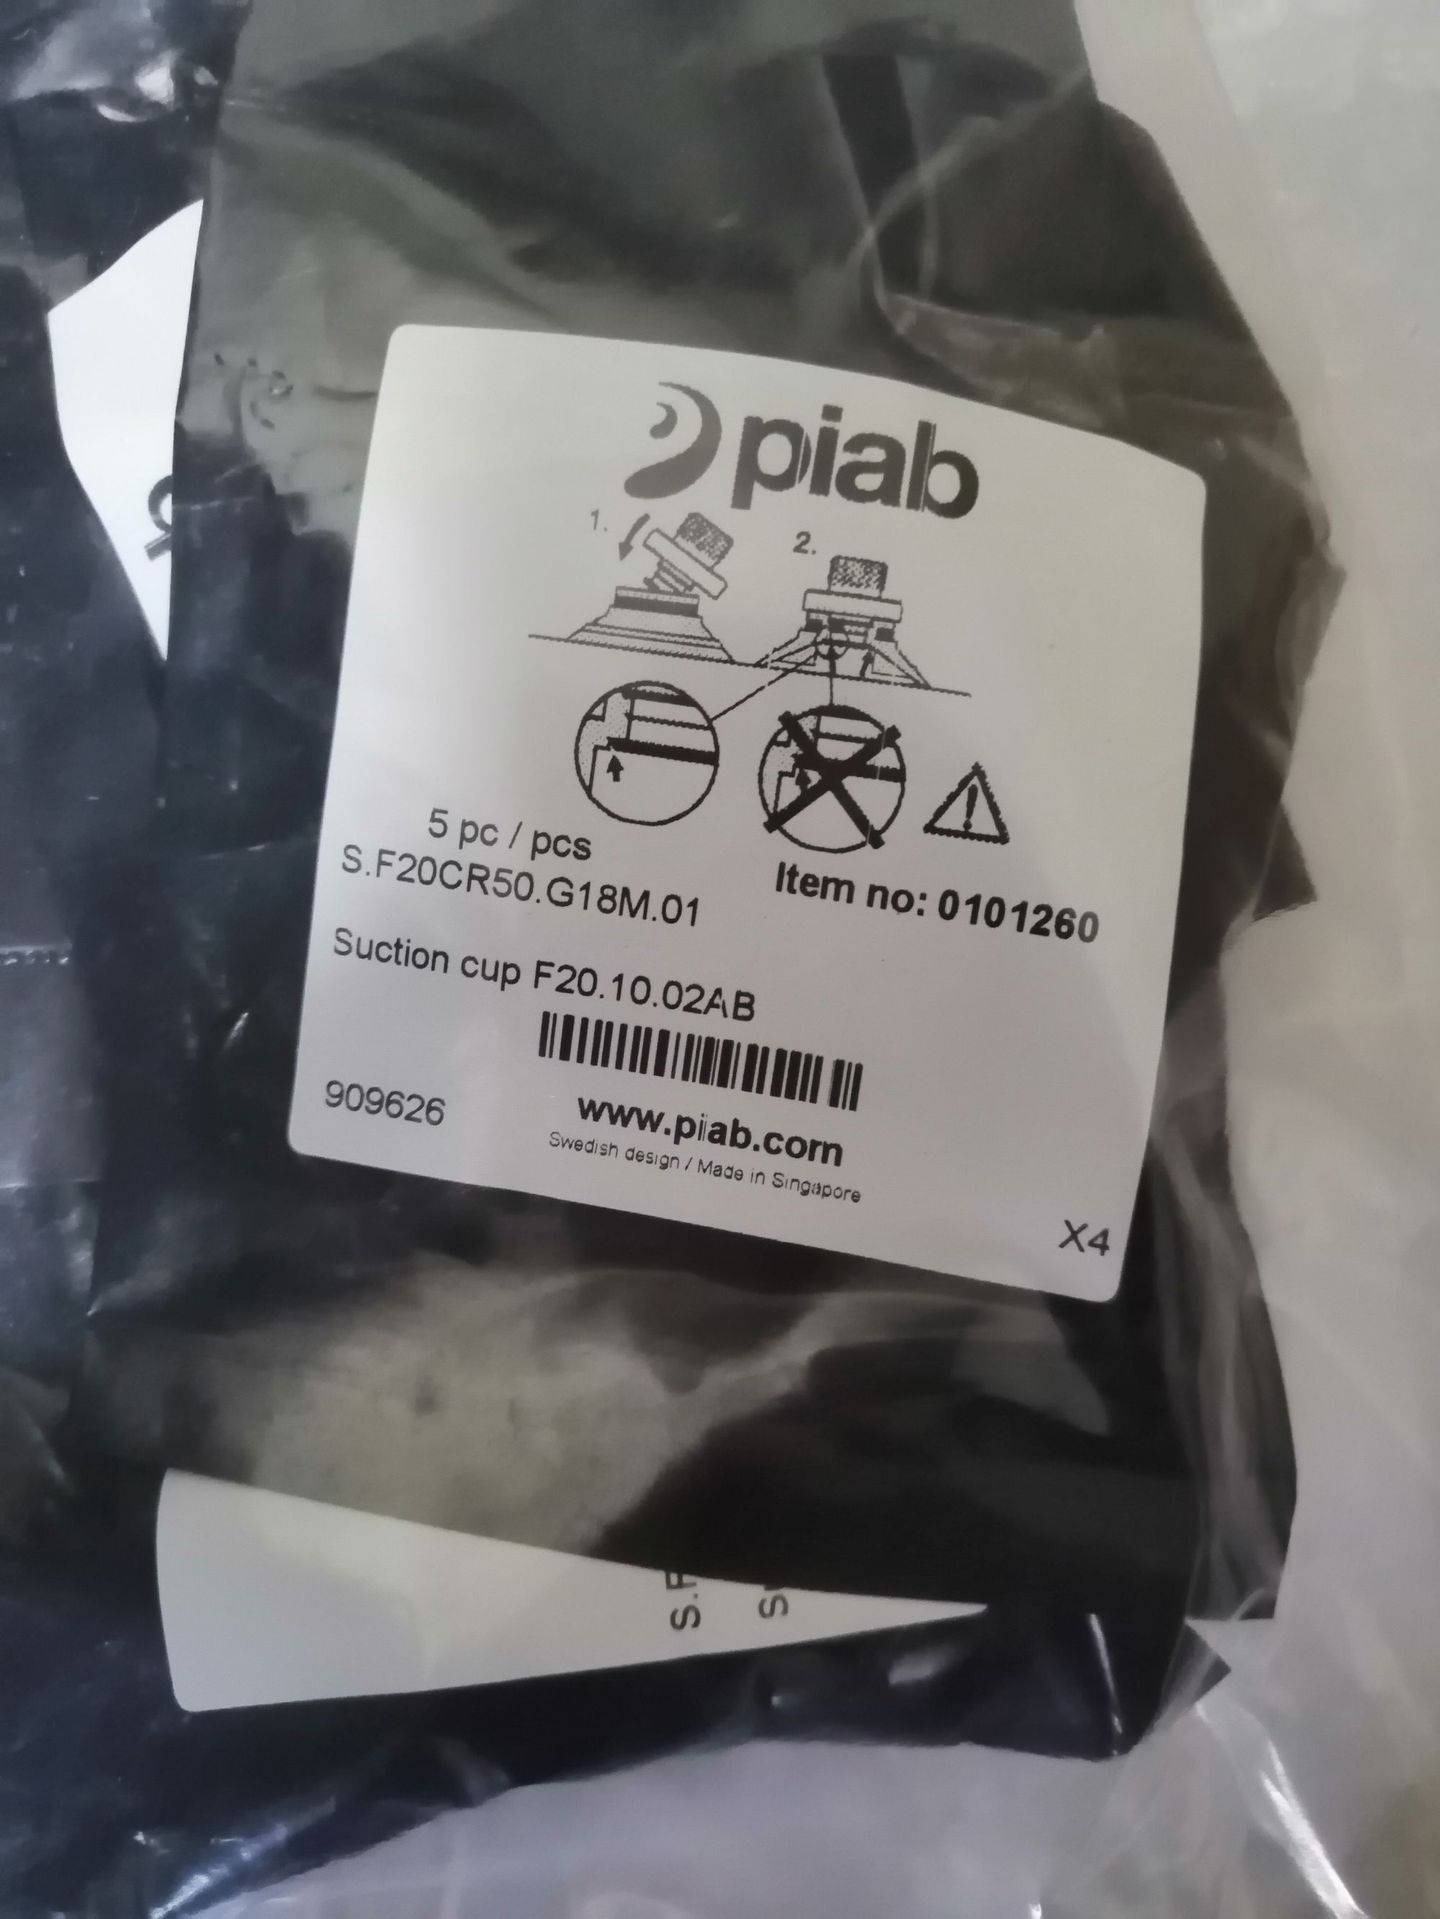 piab
1.
2.
5 pc / pcs
S.F20CR50.G18M.01
Item no: 0101260
Suction cup F20.10.02AB
909626
www.piab.com
Swedish design / Made in Singapore
X4
S.F